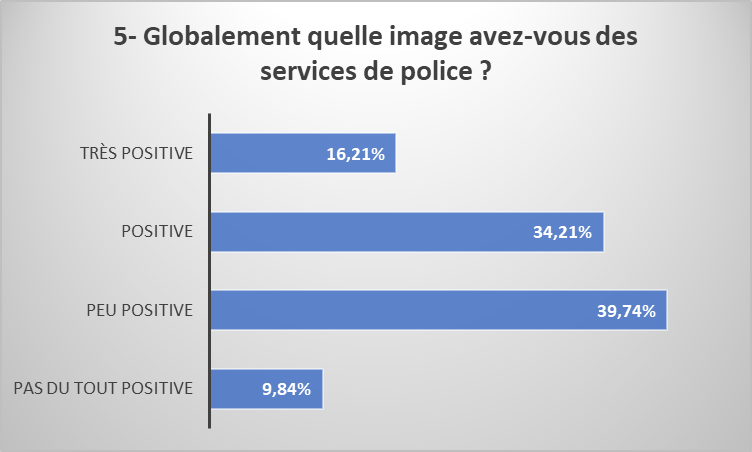 5- Globalement quelle image avez-vous des
services de police ?
TRÈS POSITIVE
16,21%
POSITIVE
34,21%
PEU POSITIVE
39,74%
PAS DU TOUT POSITIVE
9,84%